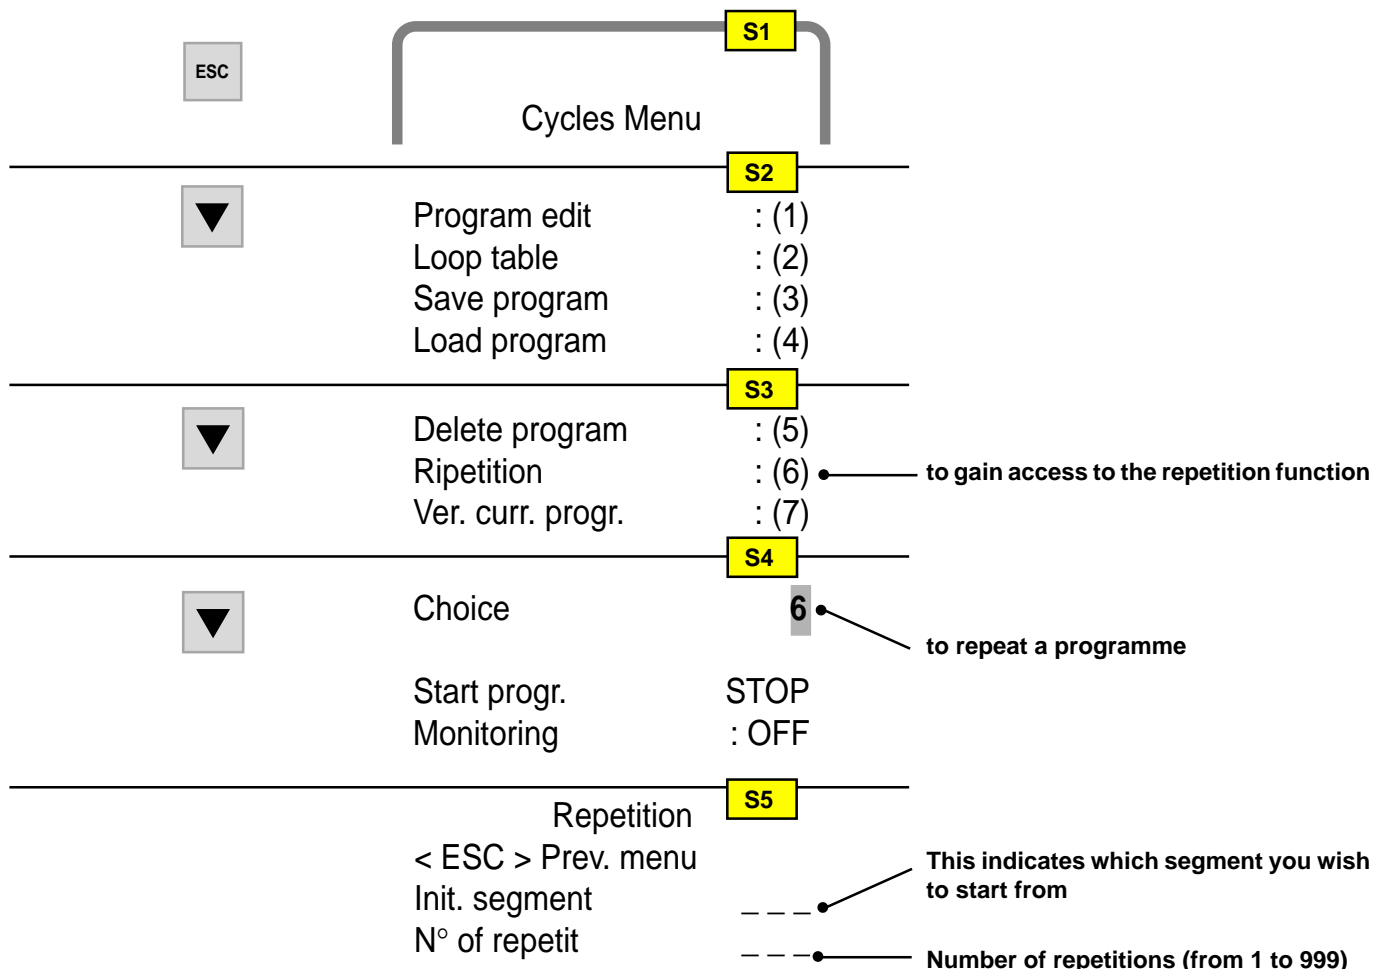 S1
ESC
Cycles Menu
S2
▼
Program edit : (1)
Loop table : (2)
Save program : (3)
Load program : (4)
S3
▼
Delete program : (5)
Ripetition : (6) to gain access to the repetition function
Ver. curr. progr. : (7)
S4
▼
Choice 6
to repeat a programme
Start progr. STOP
Monitoring : OFF
S5
Repetition
< ESC > Prev. menu
This indicates which segment you wish
to start from
Init. segment _ _ _
N° of repetit _ _ _
Number of repetitions (from 1 to 999)